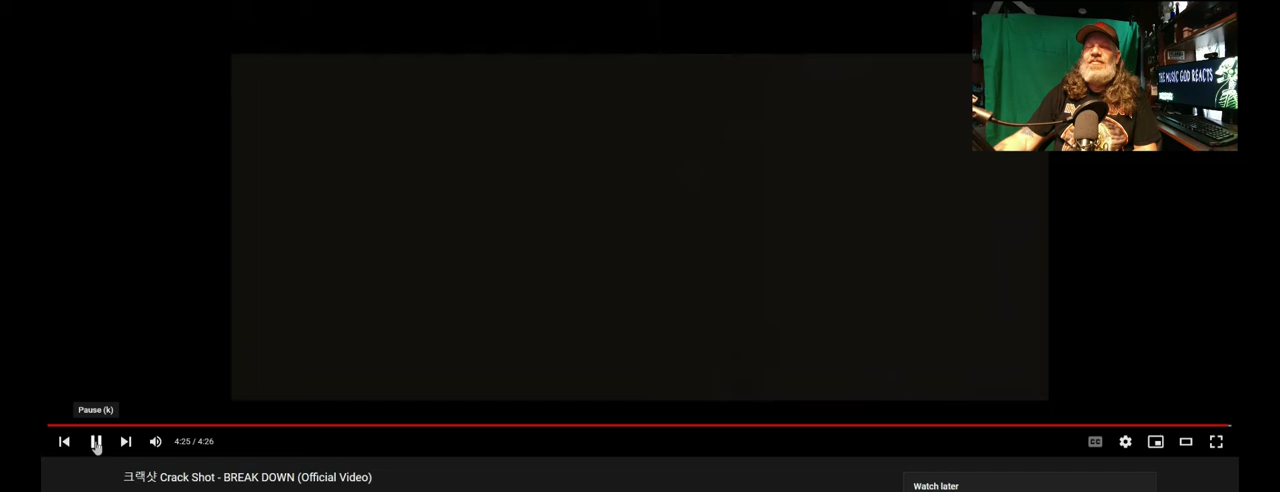 THE MUSIC GOD REACTS
Pause (k)
4:25 / 4:26
CC
크랙샷 Crack Shot - BREAK DOWN (Official Video)
Watch later